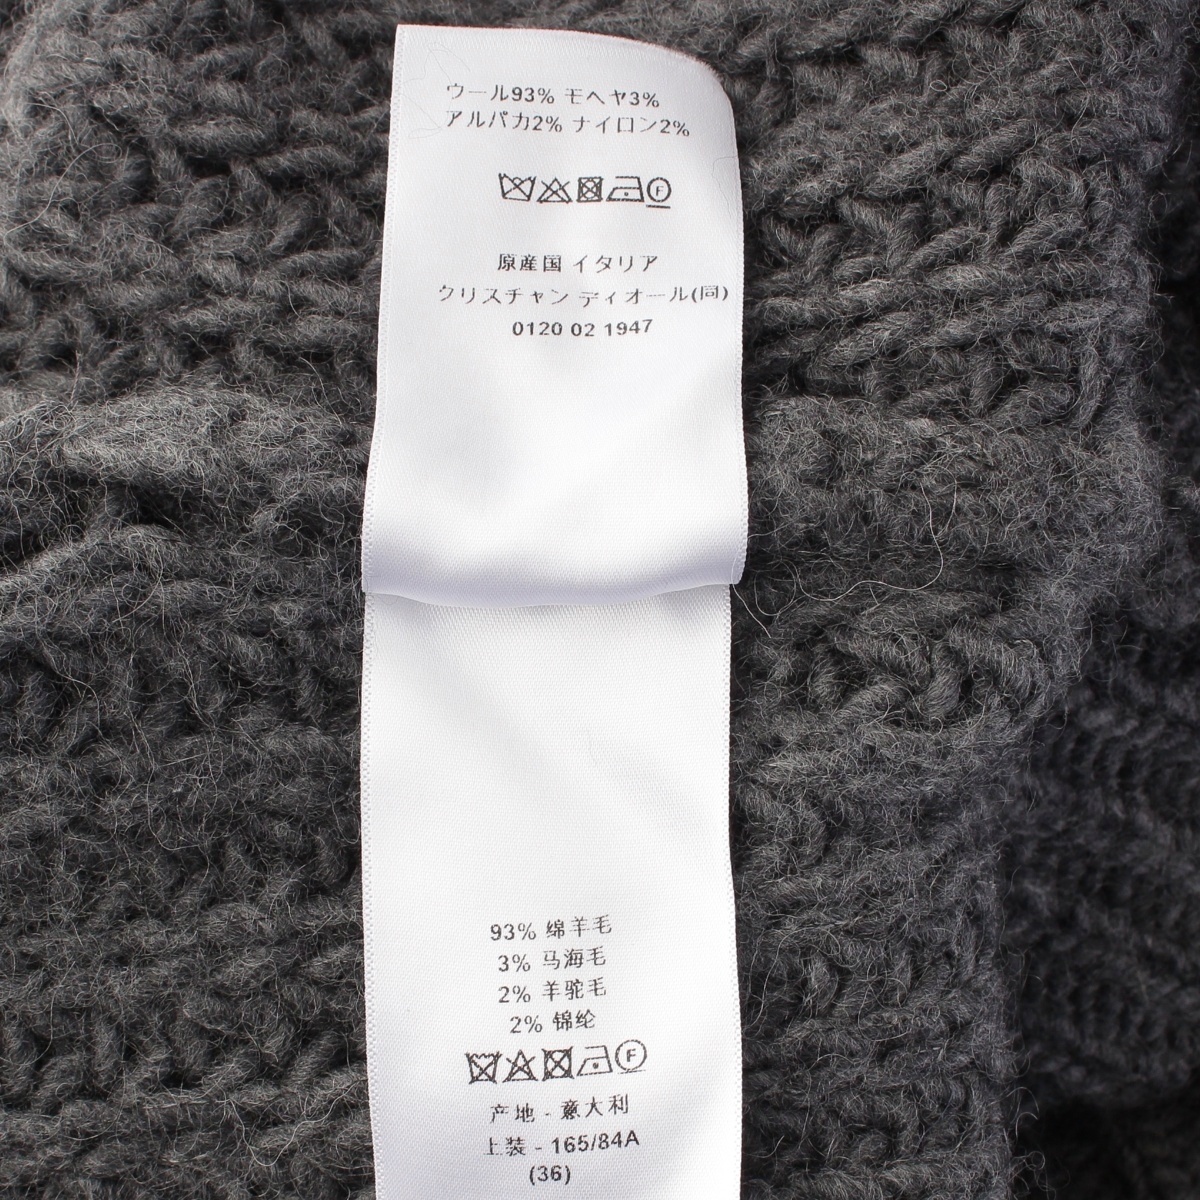 ウール93% モヘヤ3%
アルパカ2% ナイロン2%
F
原産国 イタリア
クリスチャン ディオール(同)
0120 02 1947
93% 绵羊毛
3% 马海毛
2% 羊驼毛
2% 锦纶
F
产地 - 意大利
上装 - 165/84A
(36)